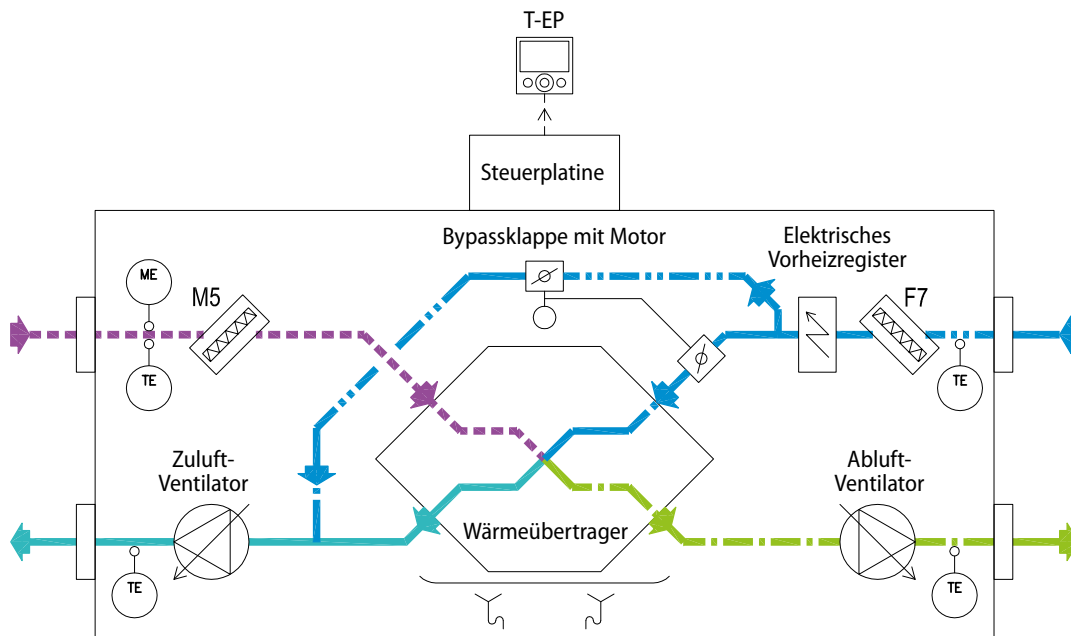 T-EP
Steuerplatine
Bypassklappe mit Motor
Elektrisches
Vorheizregister
ME
M5
F7
TE
TE
Zuluft-
Ventilator
Abluft-
Ventilator
Wärmeübertrager
TE
TE